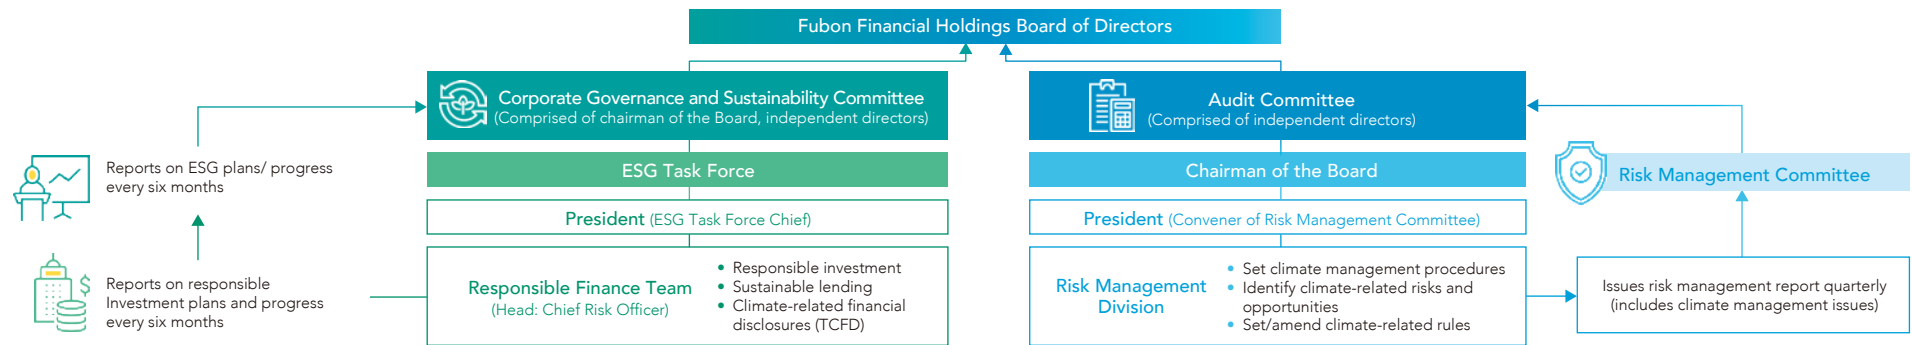 Fubon Financial Holdings Board of Directors
Corporate Governance and Sustainability Committee
(Comprised of chairman of the Board, independent directors)
Audit Committee
(Comprised of independent directors)
Reports on ESG plans/ progress
every six months
ESG Task Force
Chairman of the Board
Risk Management Committee
President (ESG Task Force Chief)
President (Convener of Risk Management Committee)
Reports on responsible
Investment plans and progress
every six months
Responsible Finance Team
(Head: Chief Risk Officer)
• Responsible investment
• Sustainable lending
• Climate-related financial
disclosures (TCFD)
Risk Management
Division
• Set climate management procedures
• Identify climate-related risks and
opportunities
• Set/amend climate-related rules
Issues risk management report quarterly
(includes climate management issues)